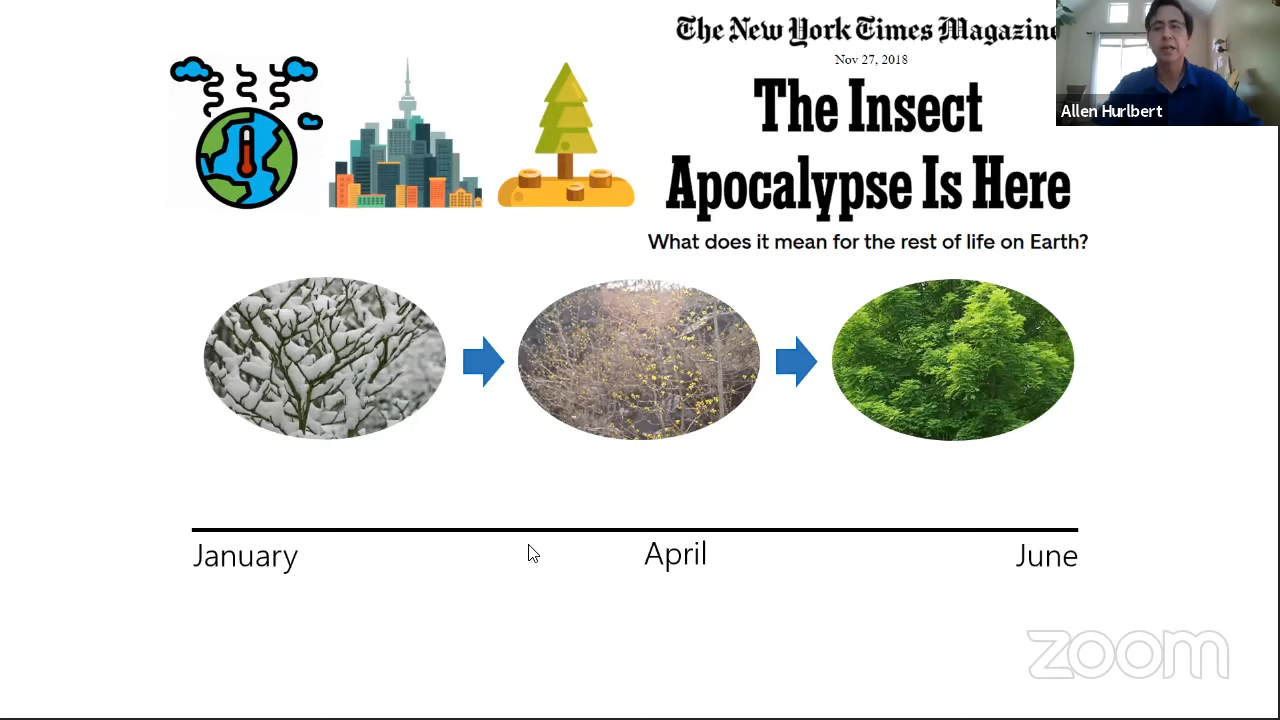 The New York Times Magazine
Nov 27, 2018
The Insect
Apocalypse Is Here
What does it mean for the rest of life on Earth?
Allen Hurlbert
January
April
June
zoom